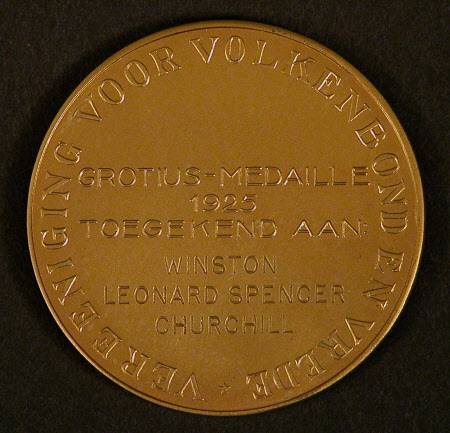 VEREENIGING VOOR VOLKENBOND EN VREDE
GROTIUS-MEDAILLE
1925
TOEGEKEND AAN:
WINSTON
LEONARD SPENCER
CHURCHILL